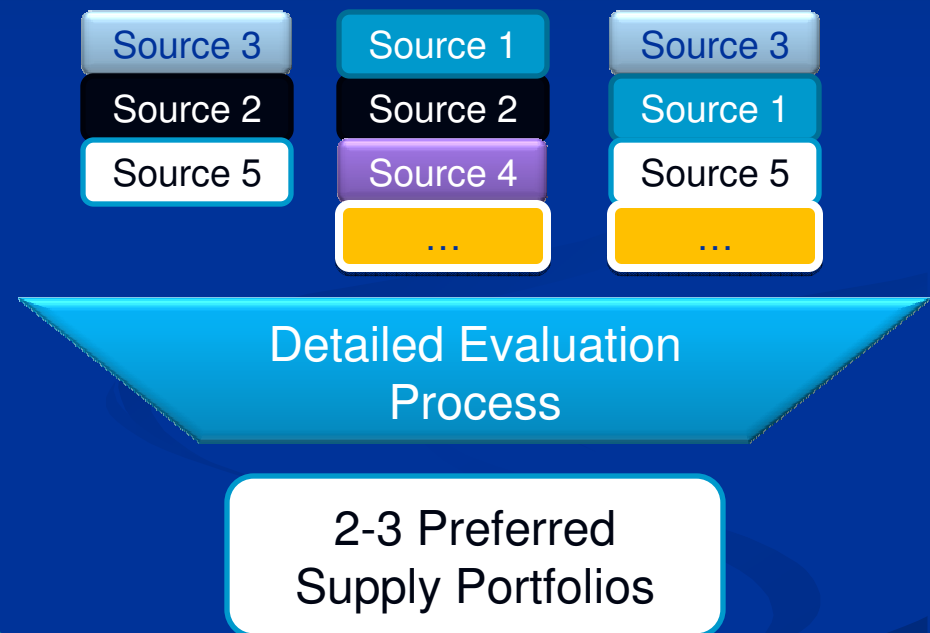 Source 3
Source 2
Source 5
Source 1
Source 2
Source 4
...
Source 3
Source 1
Source 5
...
Detailed Evaluation
Process
2-3 Preferred
Supply Portfolios